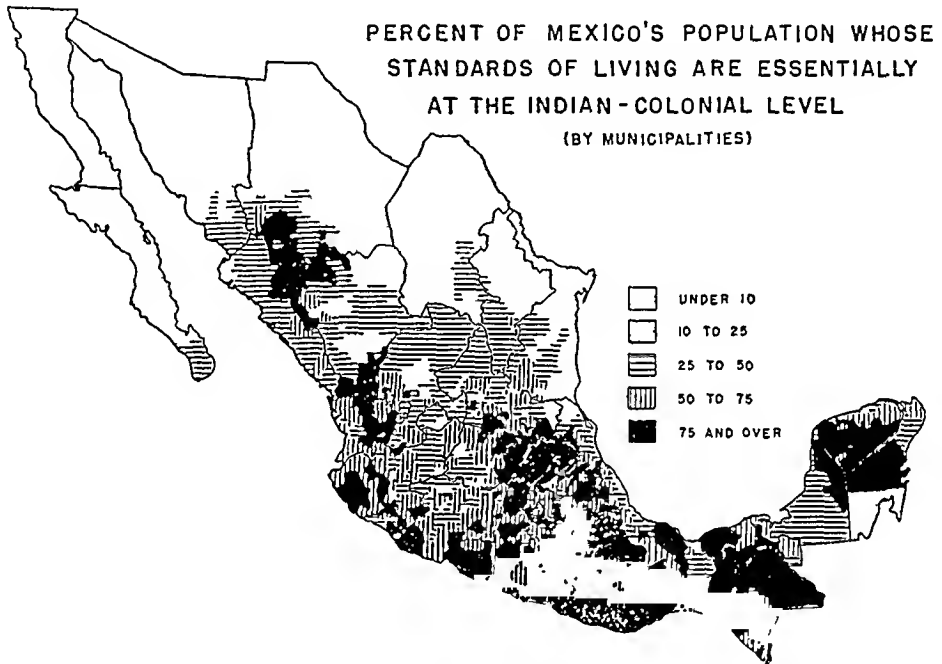 PERCENT OF MEXICO'S POPULATION WHOSE
STANDARDS OF LIVING ARE ESSENTIALLY
AT THE INDIAN-COLONIAL LEVEL
(BY MUNICIPALITIES)
UNDER 10
10 TO 25
25 TO 50
50 TO 75
75 AND OVER